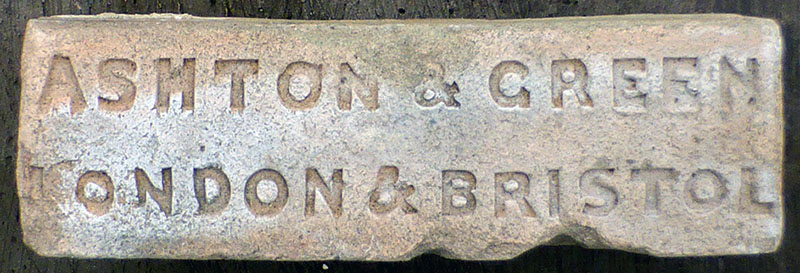 ASHTON & GREEN
LONDON & BRISTOL